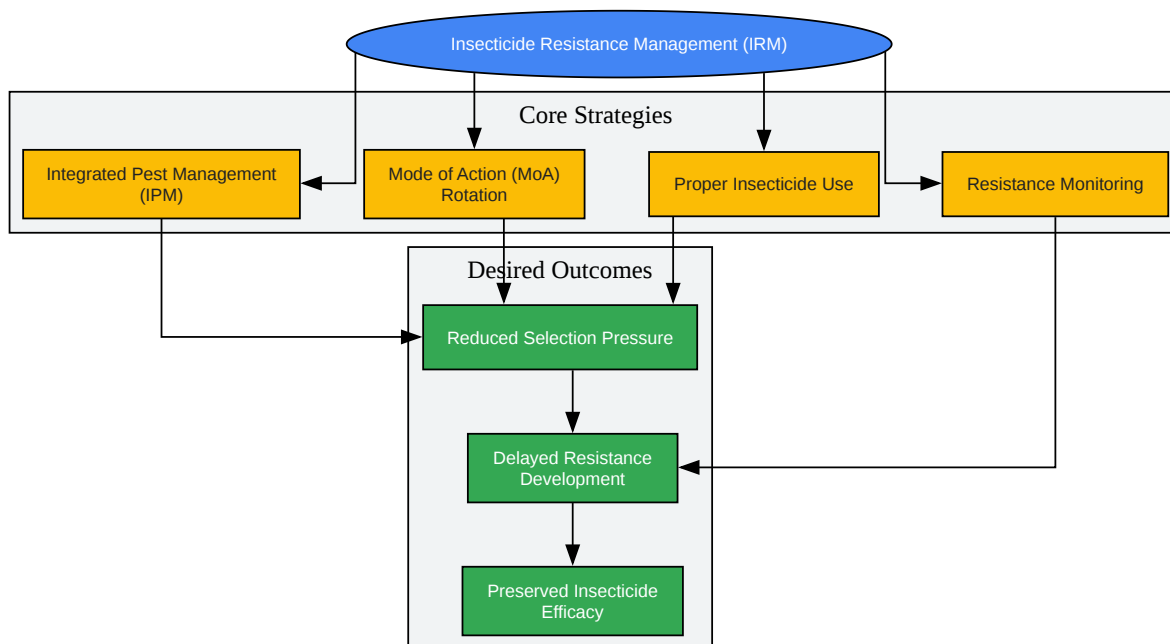 Insecticide Resistance Management (IRM)
Core Strategies
Integrated Pest Management
(IPM)
Mode of Action (MoA)
Rotation
Proper Insecticide Use
Resistance Monitoring
Desired Outcomes
Reduced Selection Pressure
Delayed Resistance
Development
Preserved Insecticide
Efficacy